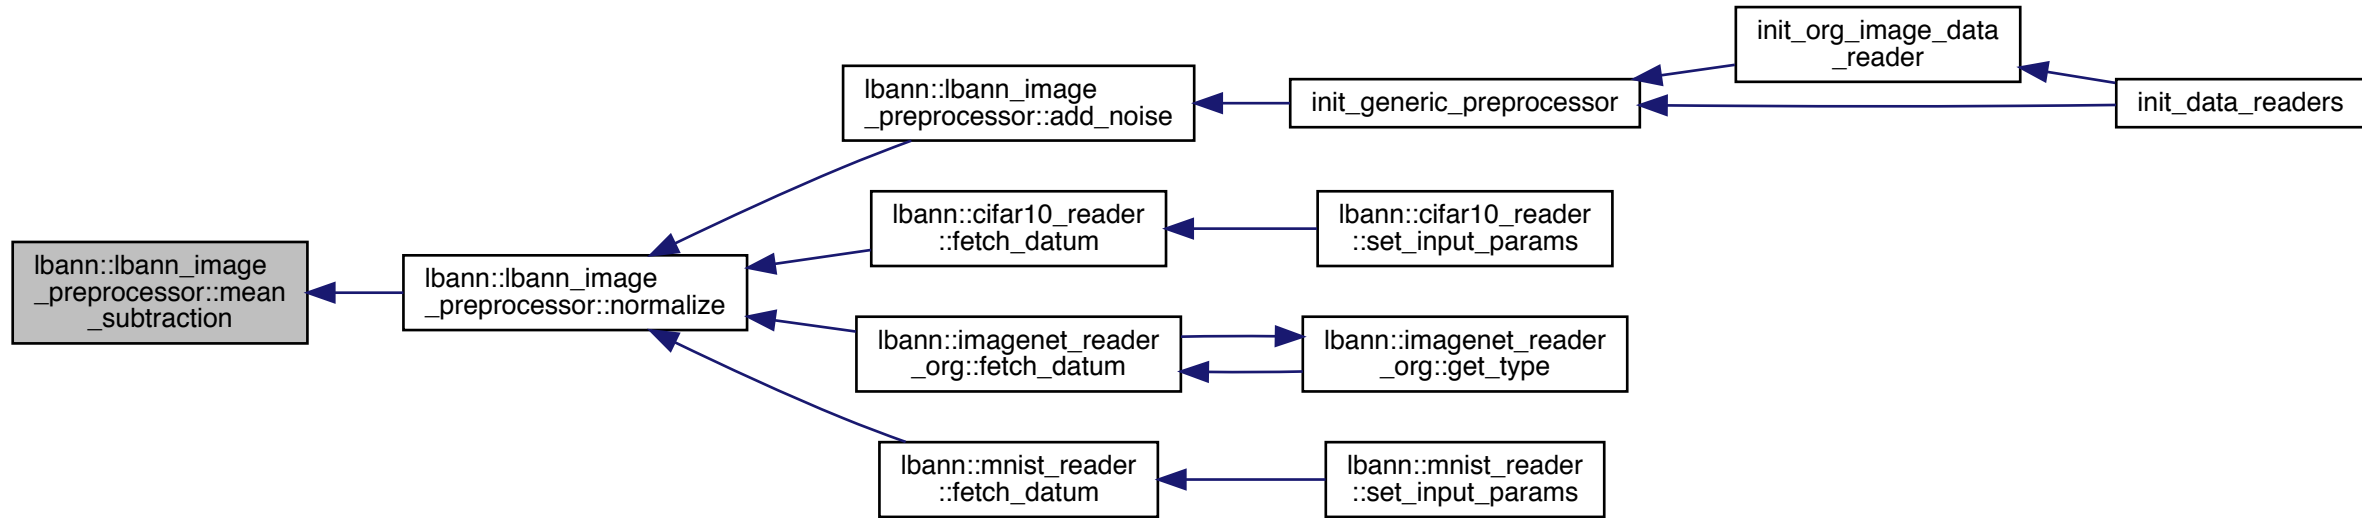 lbann::lbann_image
_preprocessor::mean
_subtraction
lbann::lbann_image
_preprocessor::normalize
lbann::lbann_image
_preprocessor::add_noise
init_generic_preprocessor
init_org_image_data
_reader
init_data_readers
lbann::cifar10_reader
::fetch_datum
lbann::cifar10_reader
::set_input_params
lbann::imagenet_reader
_org::fetch_datum
lbann::imagenet_reader
_org::get_type
lbann::mnist_reader
::fetch_datum
lbann::mnist_reader
::set_input_params